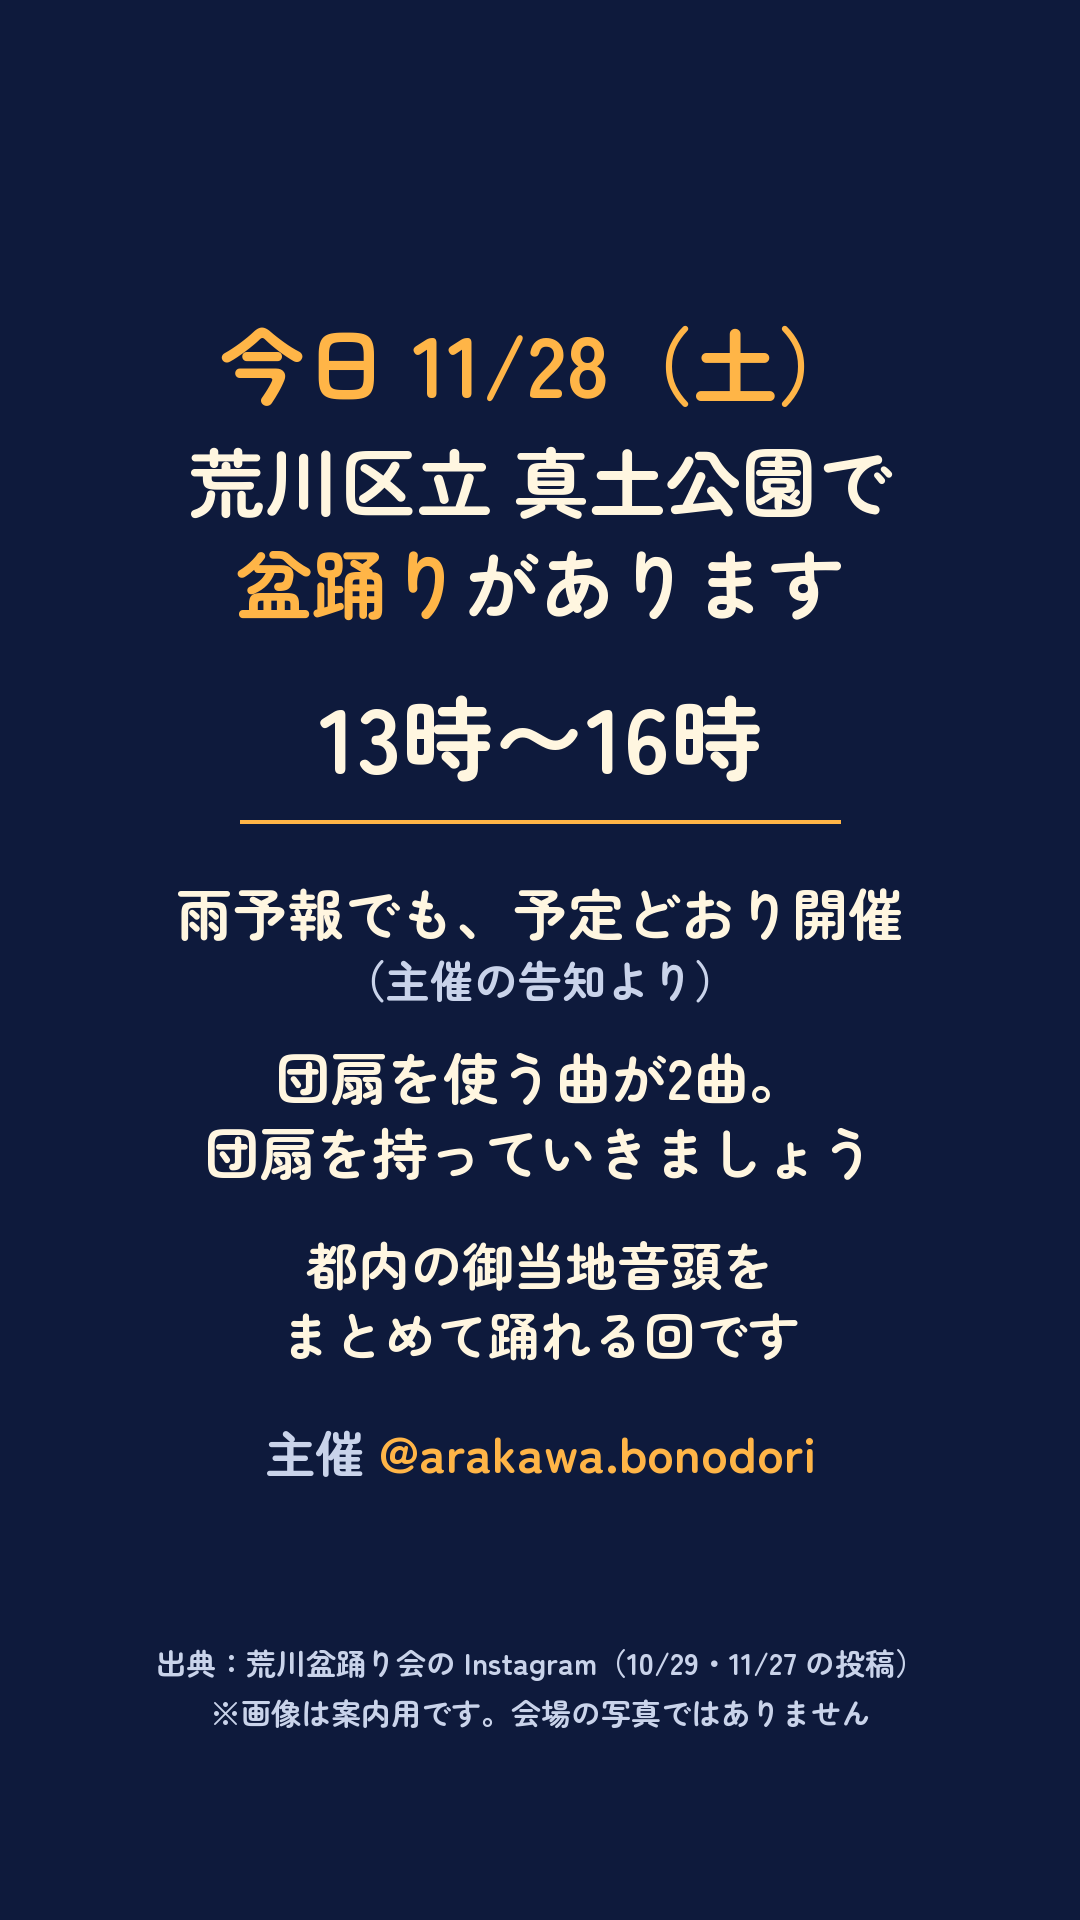 今日 11/28（土）
荒川区立 真土公園で
盆踊りがあります
13時〜16時
雨予報でも、予定どおり開催
（主催の告知より）
団扇を使う曲が2曲。
団扇を持っていきましょう
都内の御当地音頭を
まとめて踊れる回です
主催 @arakawa.bonodori
出典：荒川盆踊り会の Instagram（10/29・11/27 の投稿）
※画像は案内用です。会場の写真ではありません